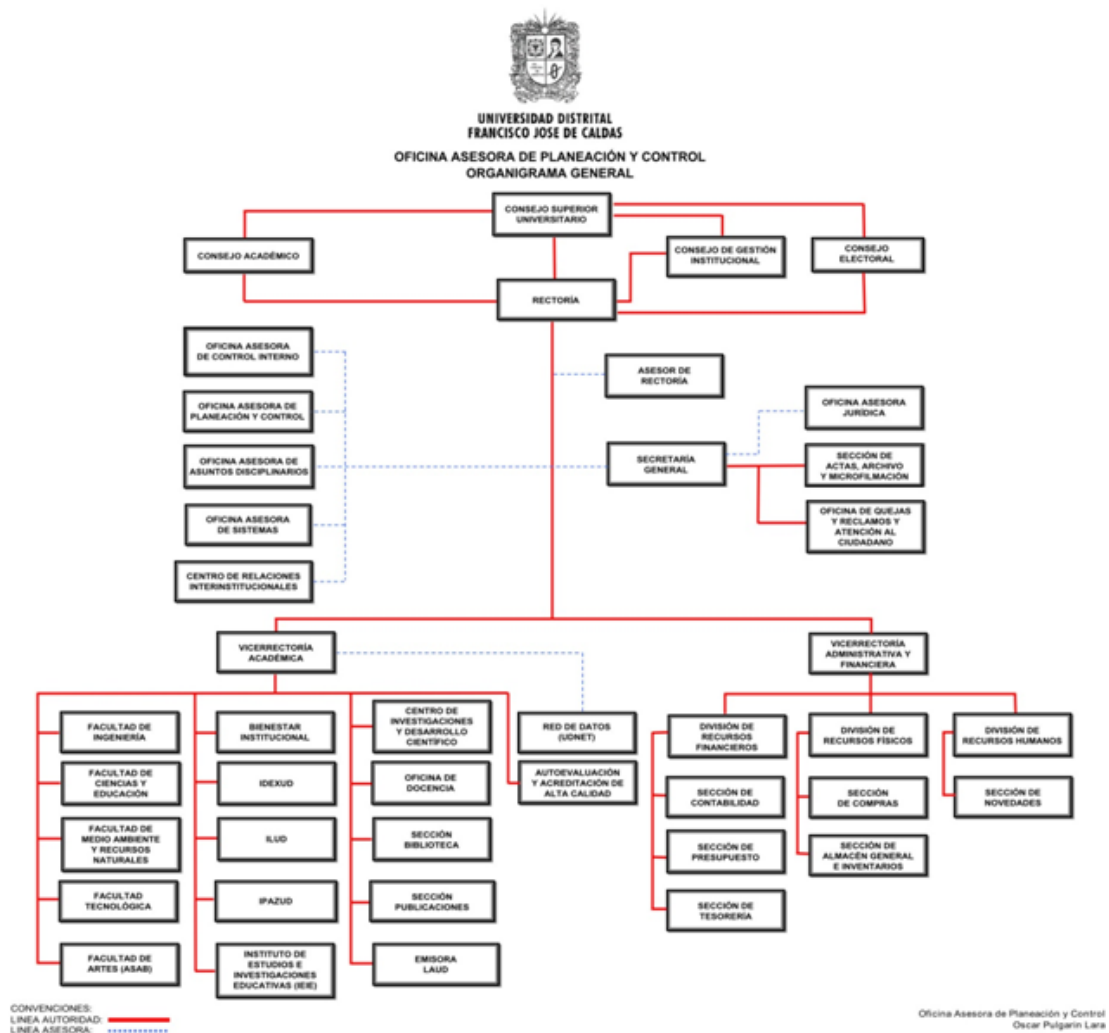 UNIVERSIDAD DISTRITAL
FRANCISCO JOSE DE CALDAS
OFICINA ASESORA DE PLANEACIÓN Y CONTROL
ORGANIGRAMA GENERAL
CONSEJO SUPERIOR
UNIVERSITARIO
CONSEJO ACADÉMICO
CONSEJO DE GESTIÓN
INSTITUCIONAL
CONSEJO
ELECTORAL
RECTORÍA
OFICINA ASESORA
DE CONTROL INTERNO
ASESOR DE
RECTORÍA
OFICINA ASESORA DE
PLANEACIÓN Y CONTROL
OFICINA ASESORA
JURÍDICA
OFICINA ASESORA DE
ASUNTOS DISCIPLINARIOS
SECRETARÍA
GENERAL
SECCIÓN DE
ACTAS, ARCHIVO
Y MICROFILMACIÓN
OFICINA ASESORA
DE SISTEMAS
OFICINA DE QUEJAS
Y RECLAMOS Y
ATENCIÓN AL
CIUDADANO
CENTRO DE RELACIONES
INTERINSTITUCIONALES
VICERRECTORÍA
ACADÉMICA
VICERRECTORÍA
ADMINISTRATIVA Y
FINANCIERA
FACULTAD DE
INGENIERÍA
BIENESTAR
INSTITUCIONAL
CENTRO DE
INVESTIGACIONES
Y DESARROLLO
CIENTÍFICO
RED DE DATOS
(UDNET)
DIVISIÓN DE
RECURSOS
FINANCIEROS
DIVISIÓN DE
RECURSOS FÍSICOS
DIVISIÓN DE
RECURSOS HUMANOS
FACULTAD DE
CIENCIAS Y
EDUCACIÓN
IDEXUD
OFICINA DE
DOCENCIA
AUTOEVALUACIÓN
Y ACREDITACIÓN DE
ALTA CALIDAD
SECCIÓN DE
CONTABILIDAD
SECCIÓN
DE COMPRAS
SECCIÓN DE
NOVEDADES
FACULTAD DE
MEDIO AMBIENTE
Y RECURSOS
NATURALES
ILUD
SECCIÓN
BIBLIOTECA
SECCIÓN DE
PRESUPUESTO
SECCIÓN DE
ALMACÉN GENERAL
E INVENTARIOS
FACULTAD
TECNOLÓGICA
IPAZUD
SECCIÓN
PUBLICACIONES
SECCIÓN DE
TESORERÍA
FACULTAD DE
ARTES (ASAB)
INSTITUTO DE
ESTUDIOS E
INVESTIGACIONES
EDUCATIVAS (IEIE)
EMISORA
LAUD
CONVENCIONES:
LINEA AUTORIDAD:
LINEA ASESORA:
Oficina Asesora de Planeación y Control
Oscar Pulgarin Lara